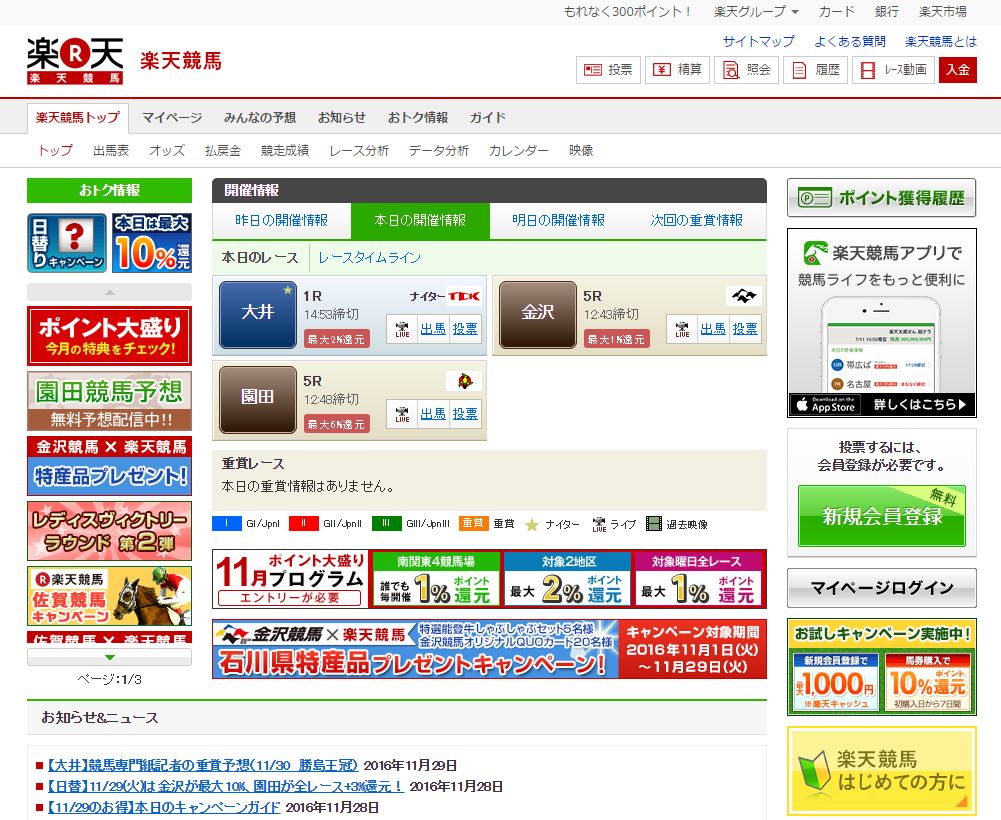 もれなく300ポイント！ 楽天グループ カード 銀行 楽天市場
楽R天
楽天競馬
楽天競馬
サイトマップ よくある質問 楽天競馬とは
投票 精算 照会 履歴 ﾚｰｽ動画 入金
楽天競馬トップ マイページ みんなの予想 お知らせ おトク情報 ガイド
トップ 出馬表 オッズ 払戻金 競走成績 レース分析 データ分析 カレンダー 映像
おトク情報
日替りキャンペーン
?
本日は最大
10%還元
ポイント大盛り
今月の特典をチェック!
園田競馬予想
無料予想配信中!!
金沢競馬 × 楽天競馬
特産品プレゼント!
レディスヴィクトリー
ラウンド 第2弾
R楽天競馬
佐賀競馬
キャンペーン
佐賀競馬 × 楽天競馬
ページ:1/3
開催情報
昨日の開催情報 本日の開催情報 明日の開催情報 次回の重賞情報
本日のレース レースタイムライン
大井
1R ナイター TCK
14:53締切
最大2%還元 LIVE 出馬 投票
金沢
5R
12:43締切
最大1%還元 LIVE 出馬 投票
園田
5R
12:48締切
最大6%還元 LIVE 出馬 投票
重賞レース
本日の重賞情報はありません。
I GI/JpnI II GII/JpnII III GIII/JpnIII 重賞 重賞 ナイター LIVE ライブ 過去映像
11月
ポイント大盛り
プログラム
エントリーが必要
南関東4競馬場
誰でも毎開催 1% ポイント還元
対象2地区
最大 2% ポイント還元
対象曜日全レース
最大 1% ポイント還元
金沢競馬×楽天競馬
特選能登牛しゃぶしゃぶセット5名様
金沢競馬オリジナルQUOカード20名様
石川県特産品プレゼントキャンペーン!
キャンペーン対象期間
2016年11月1日(火)
～11月29日(火)
お知らせ&ニュース
【大井】競馬専門紙記者の重賞予想（11/30 勝島王冠） 2016年11月29日
【日替】11/29(火)は金沢が最大10%、園田が全レース+3%還元！ 2016年11月28日
【11/29のお得】本日のキャンペーンガイド 2016年11月28日
ポイント獲得履歴
楽天競馬アプリで
競馬ライフをもっと便利に
楽天太郎さん 超テラ
7/11 10:50現在 残高 999,999,999円
本日の開催情報
帯広ば
名古屋
Download on the
App Store
詳しくはこちら
投票するには、
会員登録が必要です。
無料
新規会員登録
マイページログイン
お試しキャンペーン実施中!
新規会員登録で
最大1,000円
※楽天キャッシュ
馬券購入で
10%ポイント還元
初購入日から7日間
楽天競馬
はじめての方に